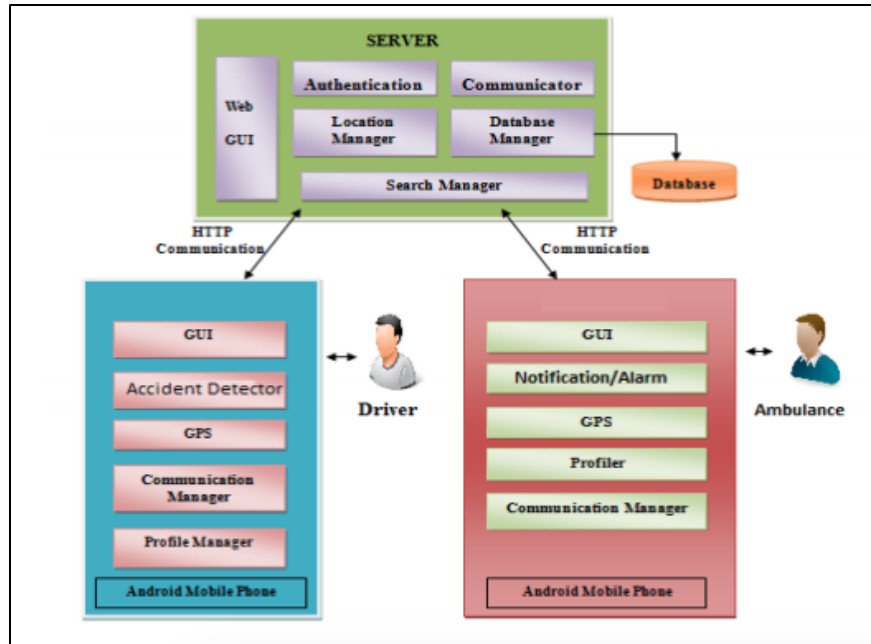 SERVER
Web
GUI
Authentication
Communicator
Location
Manager
Database
Manager
Search Manager
Database
HTTP
Communication
HTTP
Communication
GUI
Accident Detector
GPS
Communication
Manager
Profile Manager
Android Mobile Phone
Driver
GUI
Notification/Alarm
GPS
Profiler
Communication Manager
Android Mobile Phone
Ambulance